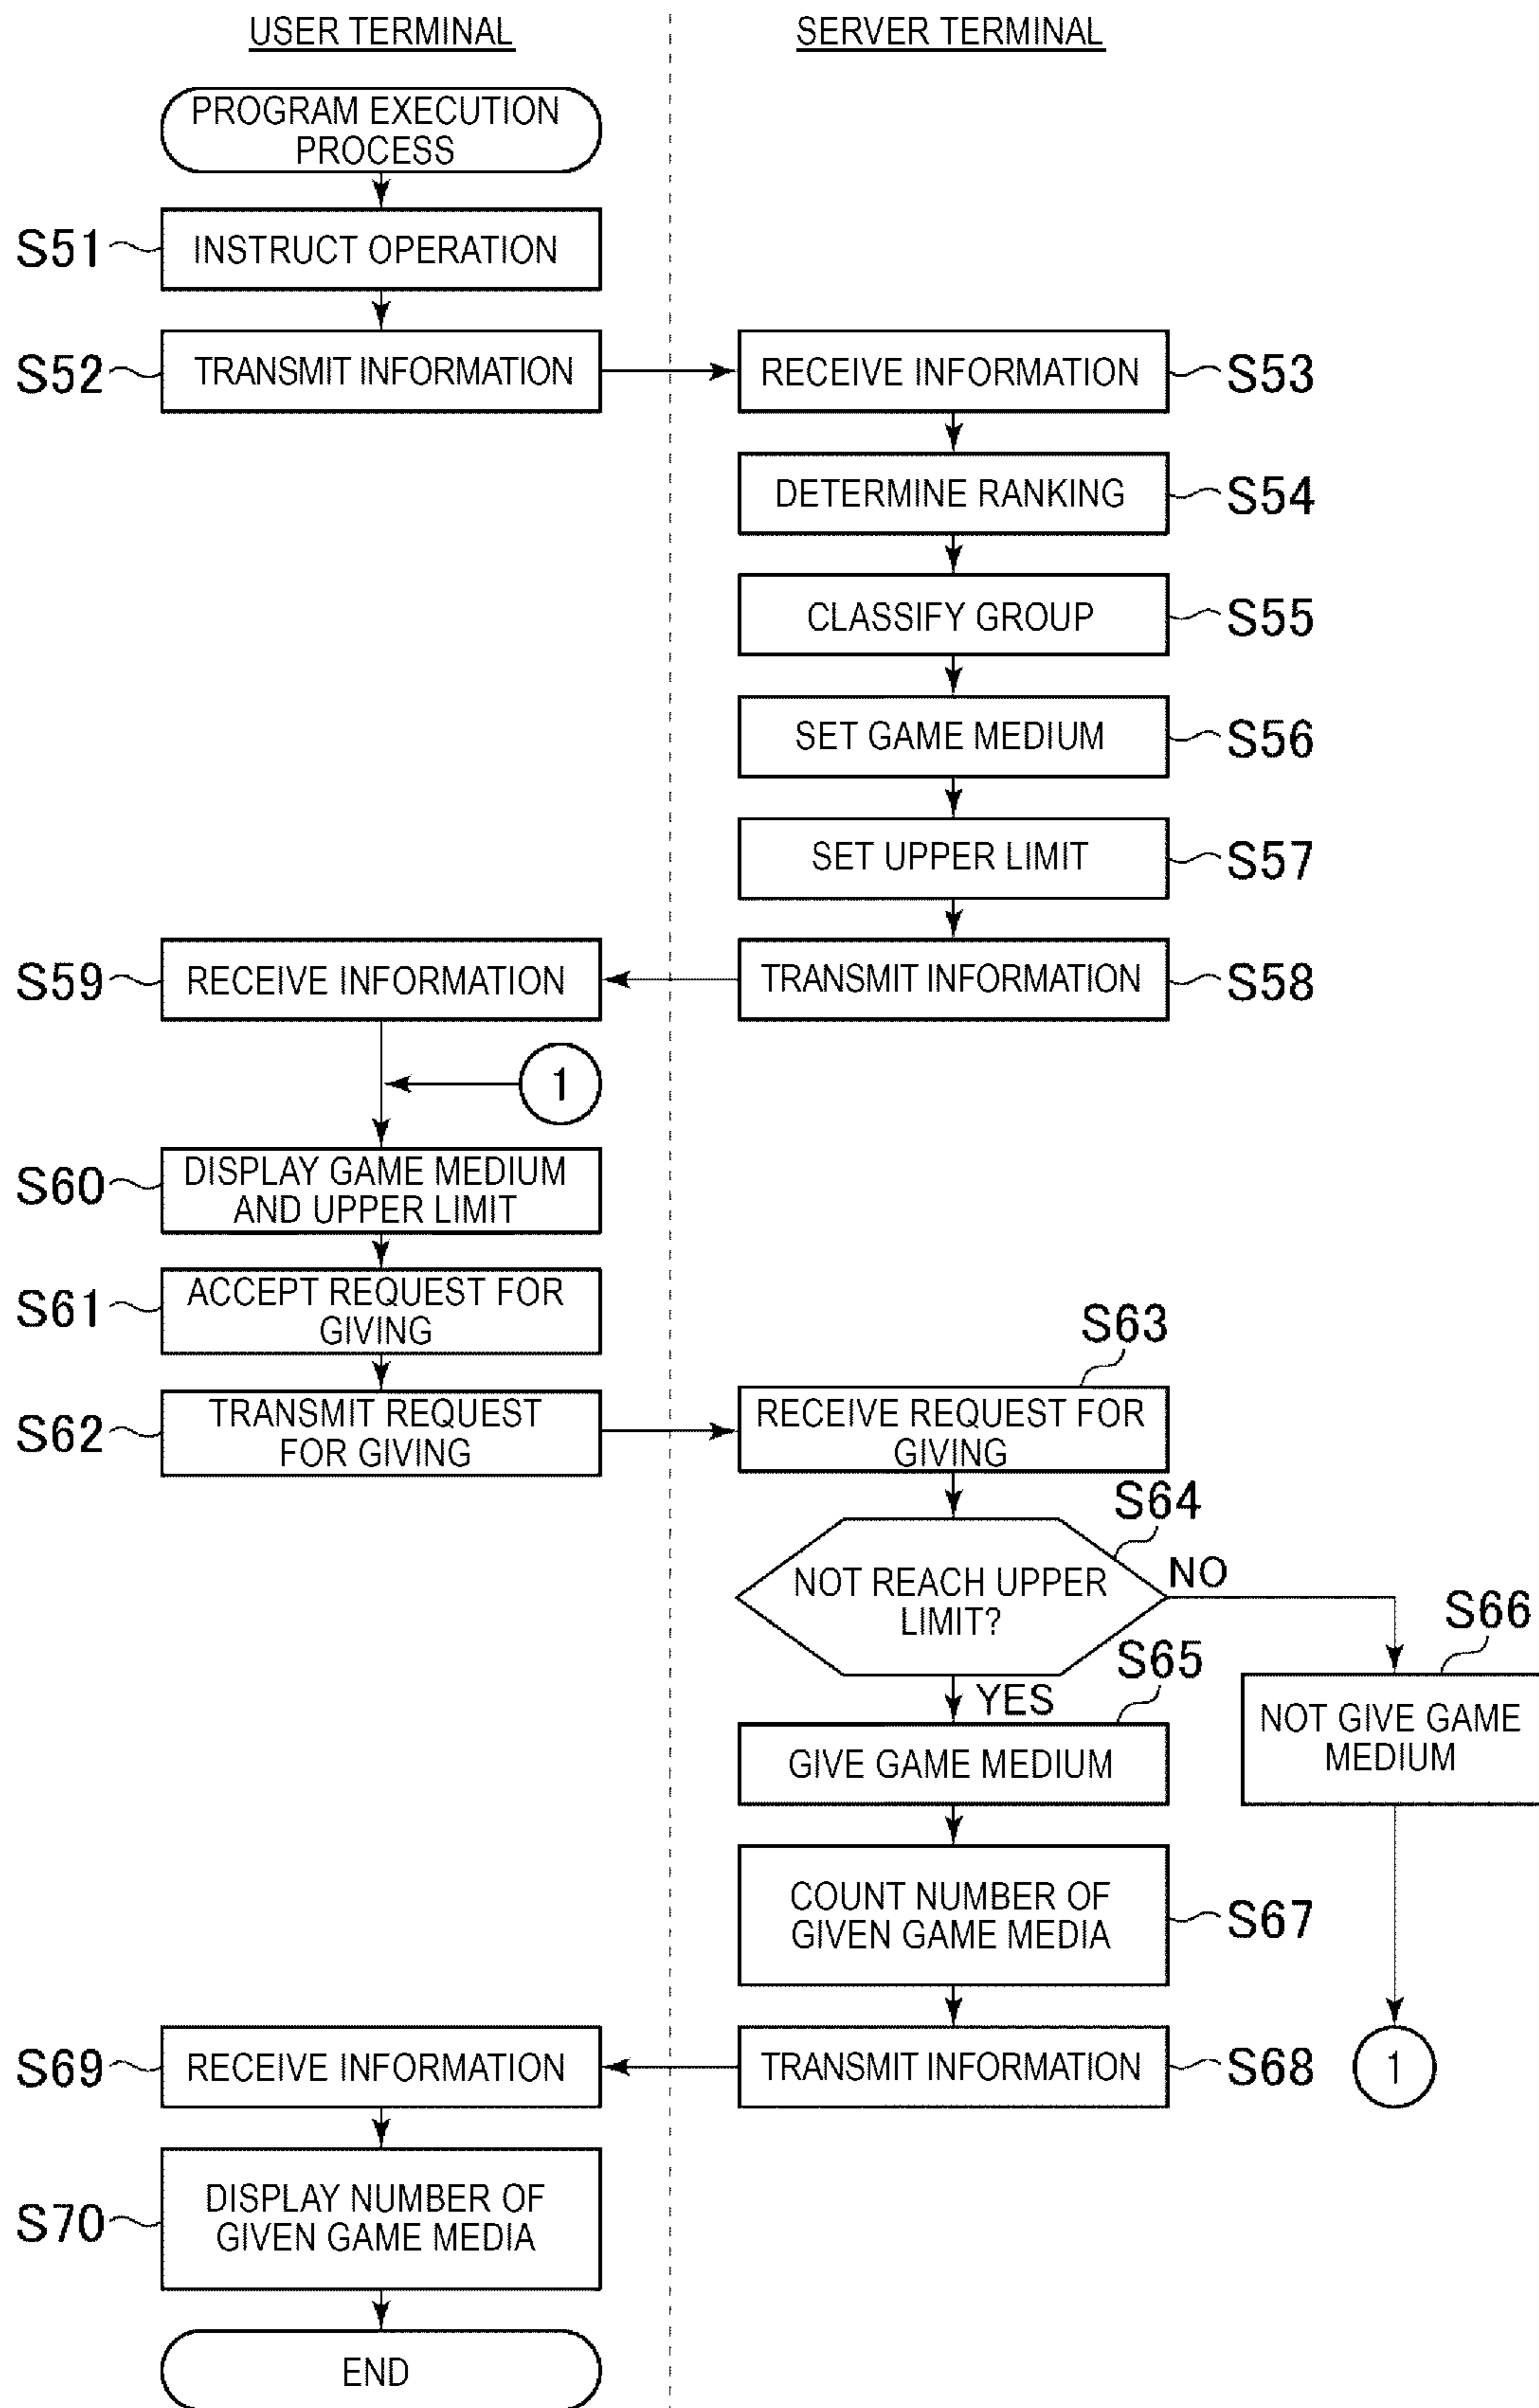 USER TERMINAL
SERVER TERMINAL
PROGRAM EXECUTION
PROCESS
S51
INSTRUCT OPERATION
S52
TRANSMIT INFORMATION
RECEIVE INFORMATION
S53
DETERMINE RANKING
S54
CLASSIFY GROUP
S55
SET GAME MEDIUM
S56
SET UPPER LIMIT
S57
S59
RECEIVE INFORMATION
TRANSMIT INFORMATION
S58
1
S60
DISPLAY GAME MEDIUM
AND UPPER LIMIT
S61
ACCEPT REQUEST FOR
GIVING
S62
TRANSMIT REQUEST
FOR GIVING
S63
RECEIVE REQUEST FOR
GIVING
S64
NOT REACH UPPER
LIMIT?
NO
YES
S65
GIVE GAME MEDIUM
S66
NOT GIVE GAME
MEDIUM
COUNT NUMBER OF
GIVEN GAME MEDIA
S67
S69
RECEIVE INFORMATION
TRANSMIT INFORMATION
S68
1
S70
DISPLAY NUMBER OF
GIVEN GAME MEDIA
END